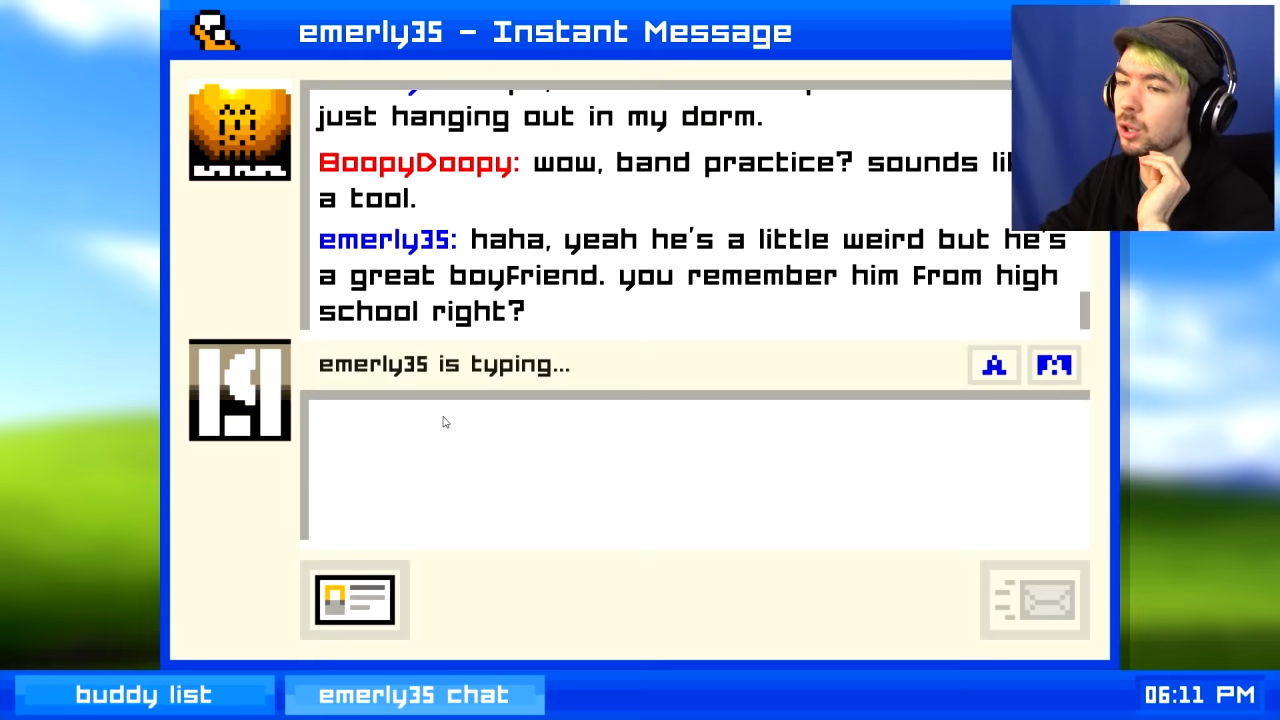 emerly35 - Instant Message
just hanging out in my dorm.
BoopyDoopy: wow, band practice? sounds
a tool.
emerly35: haha, yeah he's a little weird but he's
a great boyfriend. you remember him from high
school right?
emerly35 is typing...
A
buddy list
emerly35 chat
06:11 PM